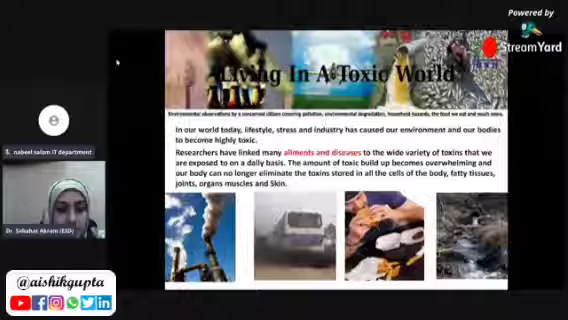 Powered by
StreamYard
Living In A Toxic World
Environmental observations by a concerned citizen covering pollution, environmental degradation, household hazards, the food we eat and much more.
In our world today, lifestyle, stress and industry has caused our environment and our bodies
to become highly toxic.
Researchers have linked many ailments and diseases to the wide variety of toxins that we
are exposed to on a daily basis. The amount of toxic build up becomes overwhelming and
our body can no longer eliminate the toxins stored in all the cells of the body, fatty tissues,
joints, organs muscles and Skin.
nabeel salam IT department
Dr. Akram (ESD)
@aishikgupta